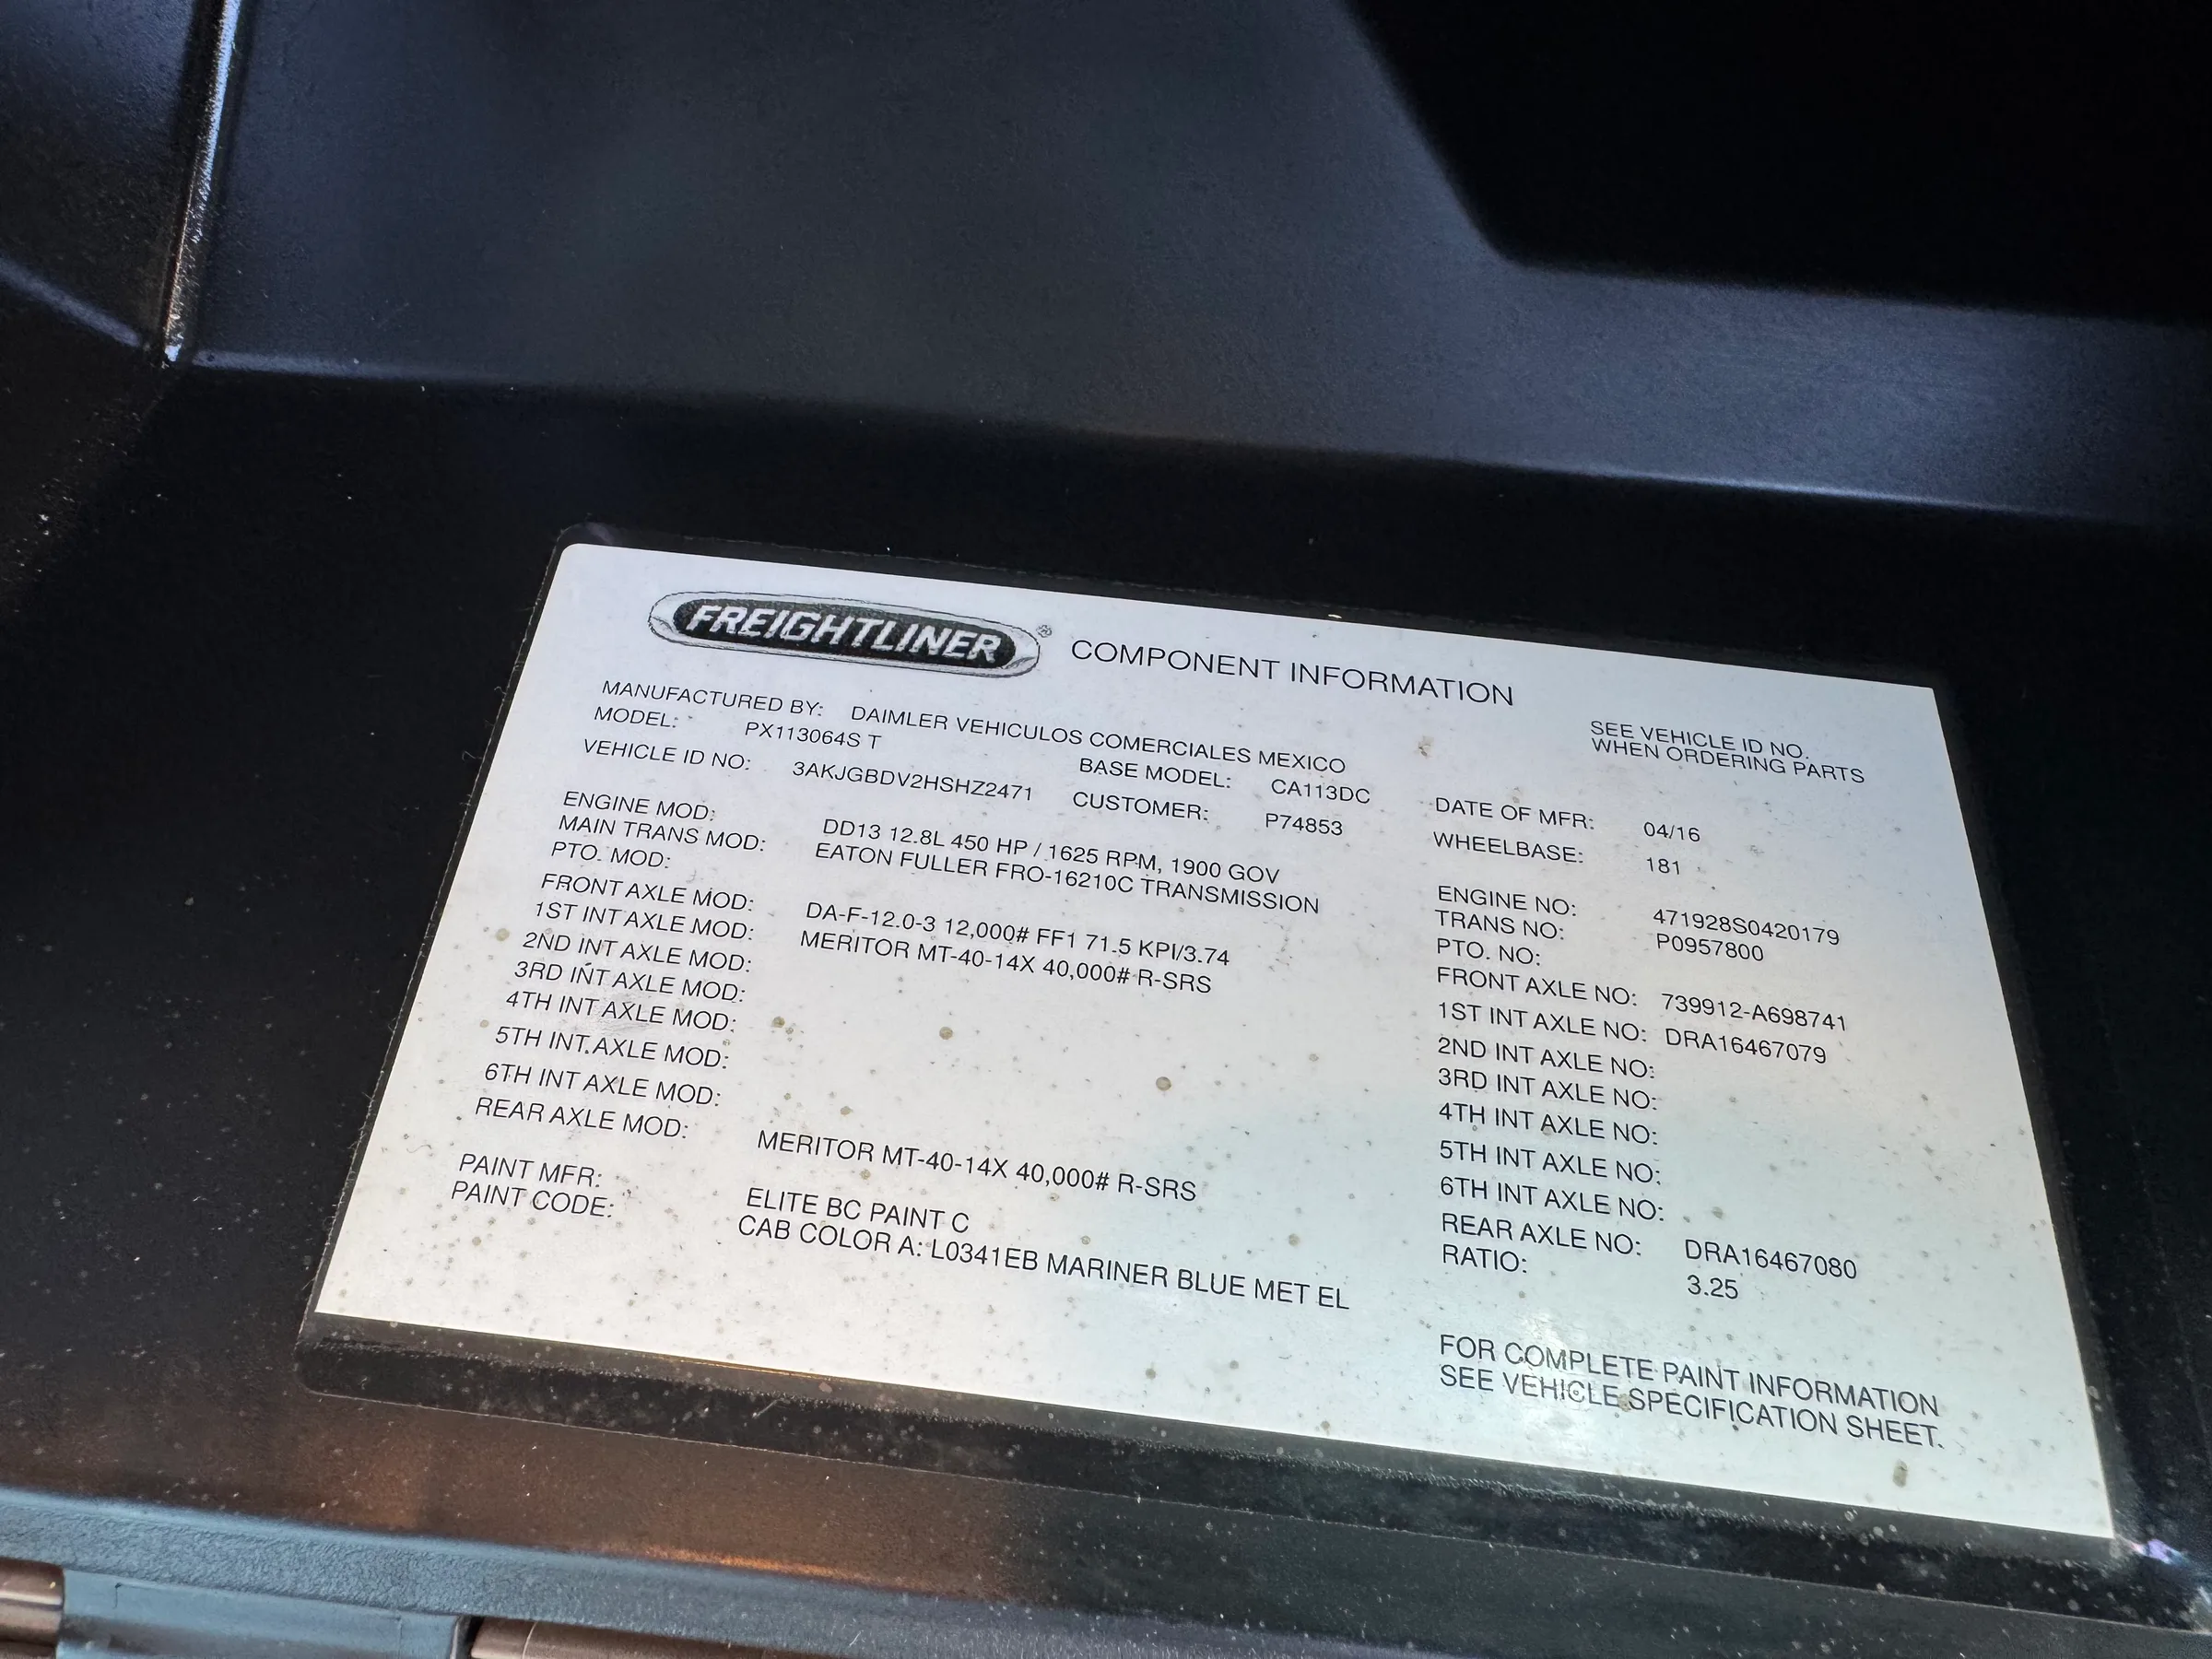 FREIGHTLINER® COMPONENT INFORMATION
SEE VEHICLE ID NO.
WHEN ORDERING PARTS
MANUFACTURED BY: DAIMLER VEHICULOS COMERCIALES MEXICO
MODEL: PX113064S T BASE MODEL: CA113DC DATE OF MFR: 04/16
VEHICLE ID NO: 3AKJGBDV2HSHZ2471 CUSTOMER: P74853 WHEELBASE: 181
ENGINE MOD: DD13 12.8L 450 HP / 1625 RPM, 1900 GOV ENGINE NO: 471928S0420179
MAIN TRANS MOD: EATON FULLER FRO-16210C TRANSMISSION TRANS NO: P0957800
PTO. MOD: PTO. NO:
FRONT AXLE MOD: DA-F-12.0-3 12,000# FF1 71.5 KPI/3.74 FRONT AXLE NO: 739912-A698741
1ST INT AXLE MOD: MERITOR MT-40-14X 40,000# R-SRS 1ST INT AXLE NO: DRA16467079
2ND INT AXLE MOD: 2ND INT AXLE NO:
3RD INT AXLE MOD: 3RD INT AXLE NO:
4TH INT AXLE MOD: 4TH INT AXLE NO:
5TH INT AXLE MOD: 5TH INT AXLE NO:
6TH INT AXLE MOD: 6TH INT AXLE NO:
REAR AXLE MOD: MERITOR MT-40-14X 40,000# R-SRS REAR AXLE NO: DRA16467080
RATIO: 3.25
PAINT MFR: ELITE BC PAINT C
PAINT CODE: CAB COLOR A: L0341EB MARINER BLUE MET EL
FOR COMPLETE PAINT INFORMATION
SEE VEHICLE SPECIFICATION SHEET.